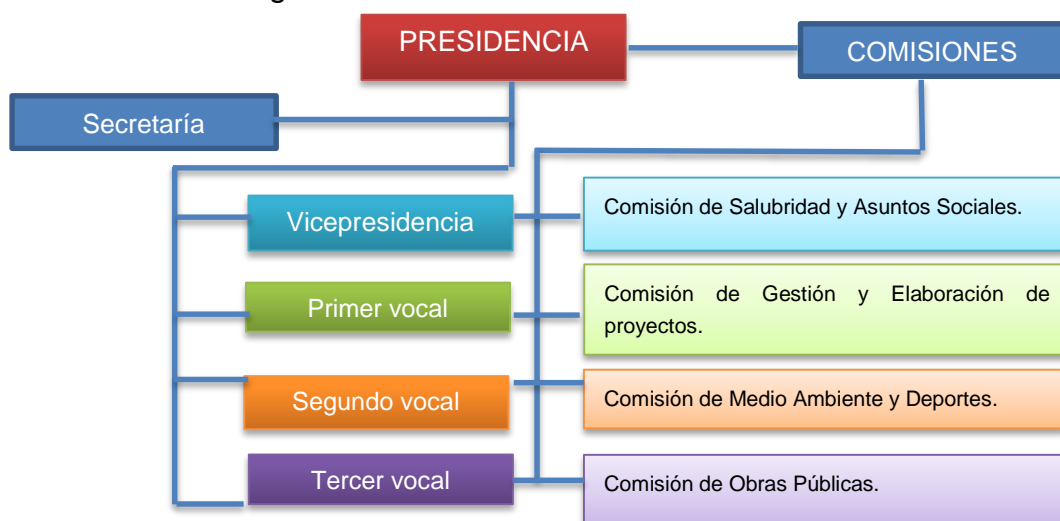 PRESIDENCIA
COMISIONES
Secretaría
Vicepresidencia
Comisión de Salubridad y Asuntos Sociales.
Primer vocal
Comisión de Gestión y Elaboración de
proyectos.
Segundo vocal
Comisión de Medio Ambiente y Deportes.
Tercer vocal
Comisión de Obras Públicas.